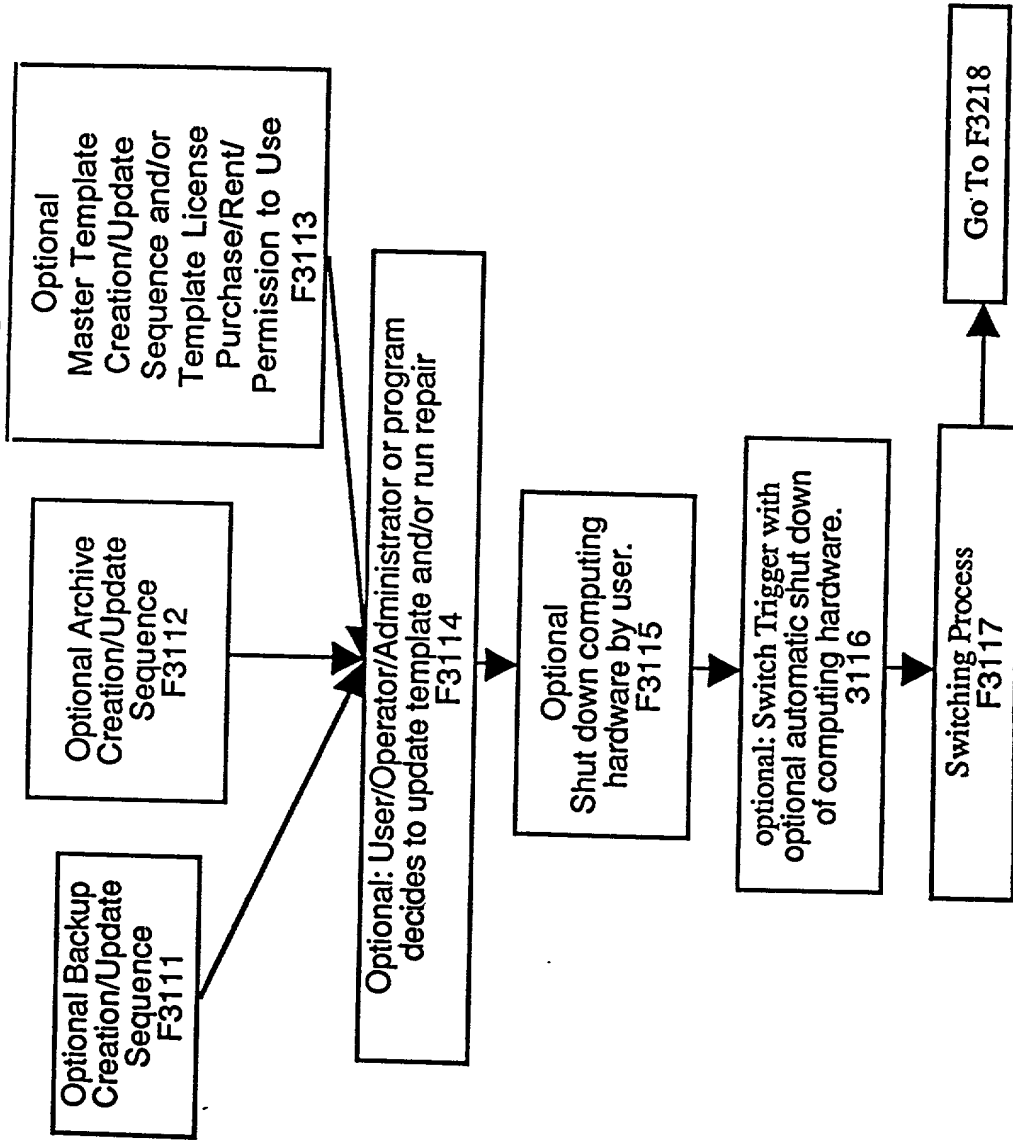 Optional Backup
Creation/Update
Sequence
F3111
Optional Archive
Creation/Update
Sequence
F3112
Optional
Master Template
Creation/Update
Sequence and/or
Template License
Purchase/Rent/
Permission to Use
F3113
Optional: User/Operator/Administrator or program
decides to update template and/or run repair
F3114
Optional
Shut down computing
hardware by user.
F3115
optional: Switch Trigger with
optional automatic shut down
of computing hardware.
3116
Switching Process
F3117
Go To F3218